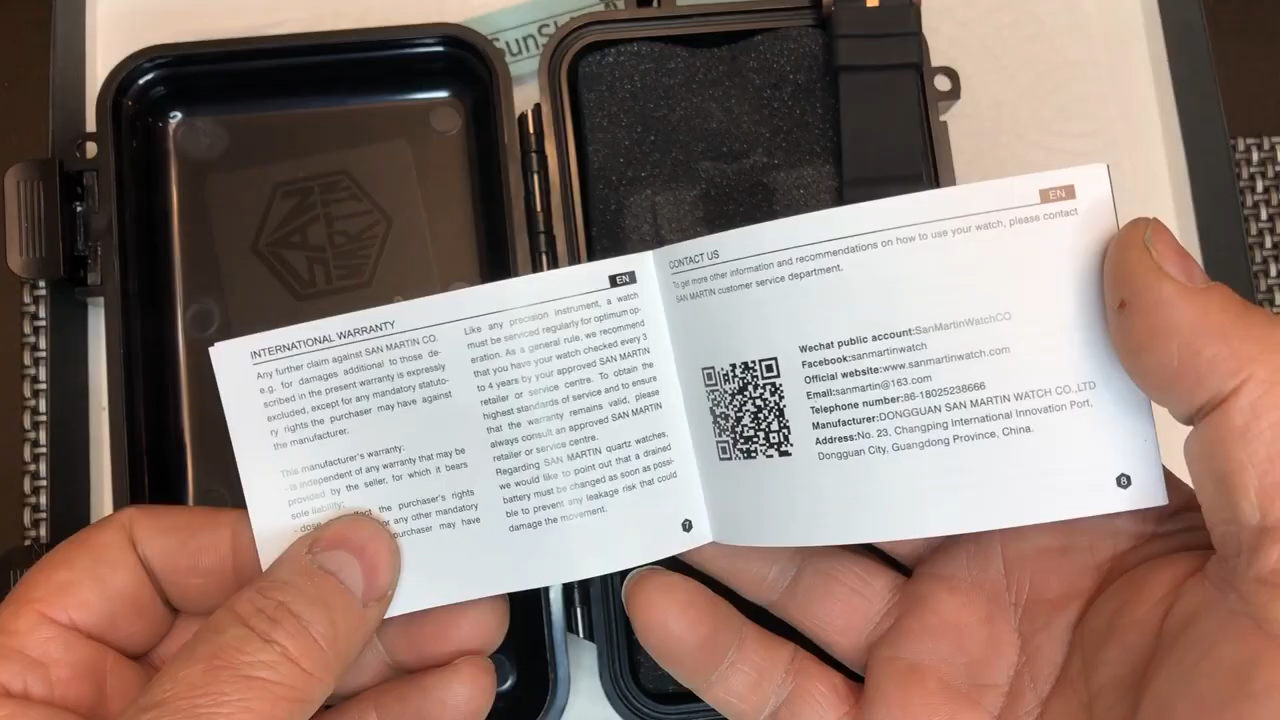 SunSh
SAN
MARTIN
EN
INTERNATIONAL WARRANTY
Any further claim against SAN MARTIN CO.
e.g. for damages additional to those de-
scribed in the present warranty is expressly
excluded, except for any mandatory statuto-
ry rights the purchaser may have against
the manufacturer.
This manufacturer's warranty:
- is independent of any warranty that may be
provided by the seller, for which it bears
sole liability;
- dose the purchaser's rights
or any other mandatory
purchaser may have
Like any precision instrument, a watch
must be serviced regularly for optimum op-
eration. As a general rule, we recommend
that you have your watch checked every 3
to 4 years by your approved SAN MARTIN
retailer or service centre. To obtain the
highest standards of service and to ensure
that the warranty remains valid, please
always consult an approved SAN MARTIN
retailer or service centre.
Regarding SAN MARTIN quartz watches,
we would like to point out that a drained
battery must be changed as soon as possi-
ble to prevent any leakage risk that could
damage the movement.
7
EN
CONTACT US
To get more other information and recommendations on how to use your watch, please contact
SAN MARTIN customer service department.
Wechat public account:SanMartinWatchCO
Facebook:sanmartinwatch
Official website:www.sanmartinwatch.com
Email:sanmartin@163.com
Telephone number:86-18025238666
Manufacturer:DONGGUAN SAN MARTIN WATCH CO.,LTD
Address:No. 23, Changping International Innovation Port,
Dongguan City, Guangdong Province, China.
8